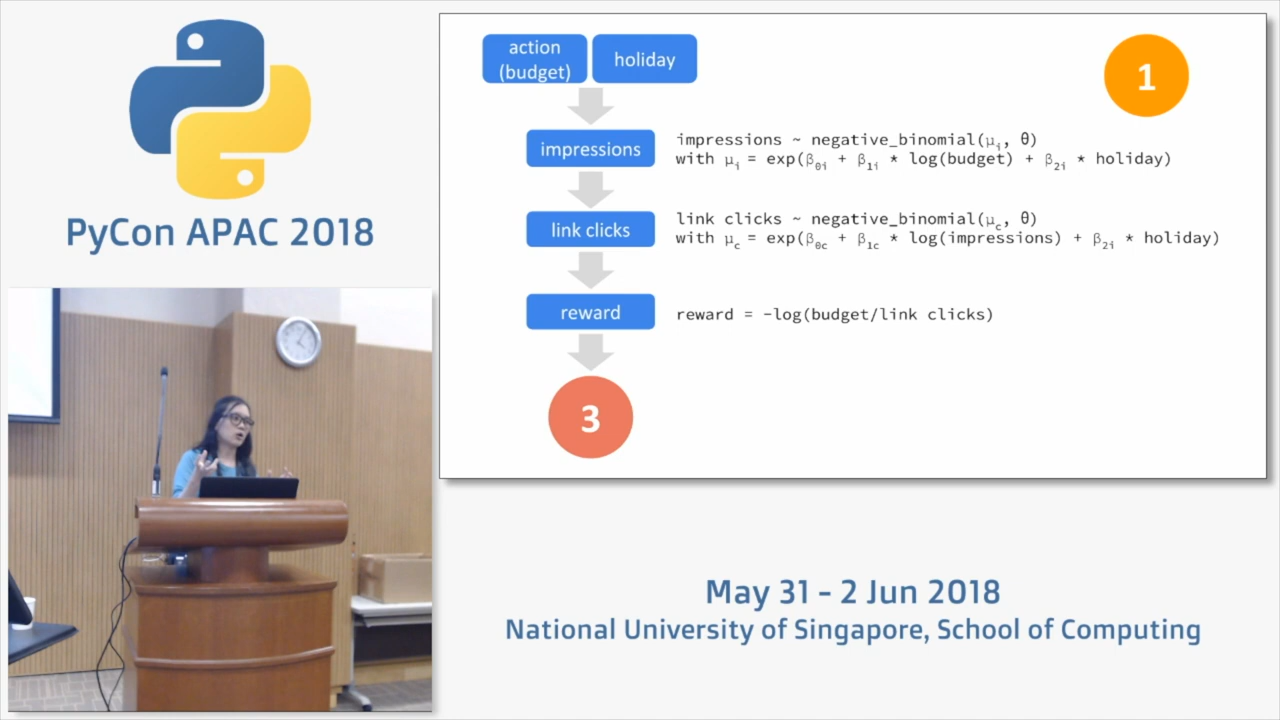 PyCon APAC 2018
action
(budget)
holiday
1
impressions
impressions ~ negative_binomial(μᵢ, θ)
with μᵢ = exp(β₀ᵢ + β₁ᵢ * log(budget) + β₂ᵢ * holiday)
link clicks
link clicks ~ negative_binomial(μ_c, θ)
with μ_c = exp(β₀c + β₁c * log(impressions) + β₂ᵢ * holiday)
reward
reward = -log(budget/link clicks)
3
May 31 - 2 Jun 2018
National University of Singapore, School of Computing